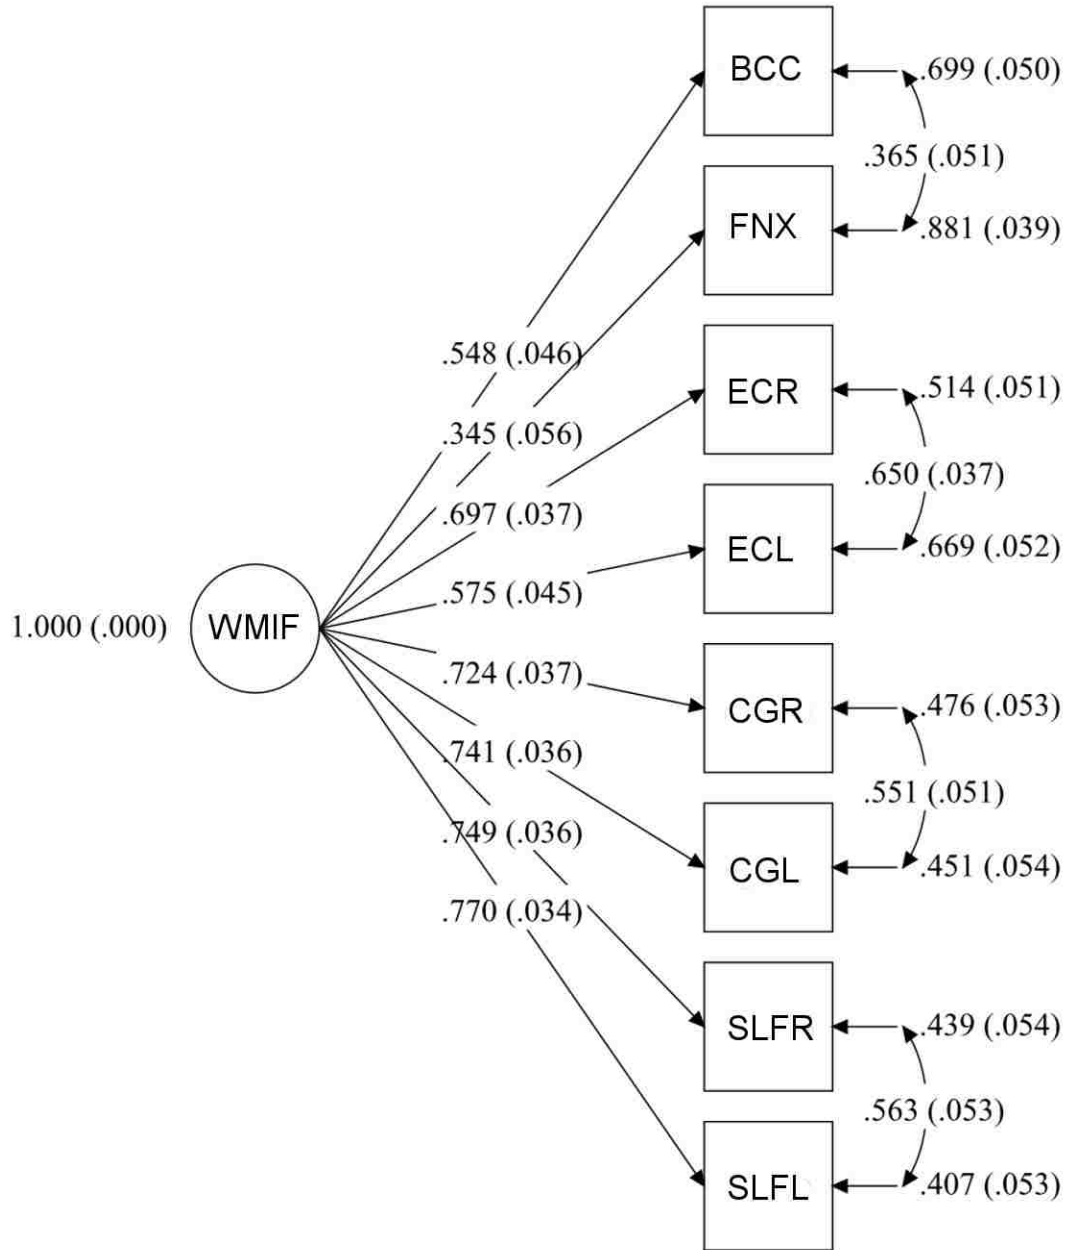 BCC
.699 (.050)
.365 (.051)
FNX
.881 (.039)
.548 (.046)
ECR
.514 (.051)
.345 (.056)
.650 (.037)
.697 (.037)
ECL
.669 (.052)
.575 (.045)
1.000 (.000)
WMIF
.724 (.037)
CGR
.476 (.053)
.741 (.036)
.551 (.051)
.749 (.036)
CGL
.451 (.054)
.770 (.034)
SLFR
.439 (.054)
.563 (.053)
SLFL
.407 (.053)